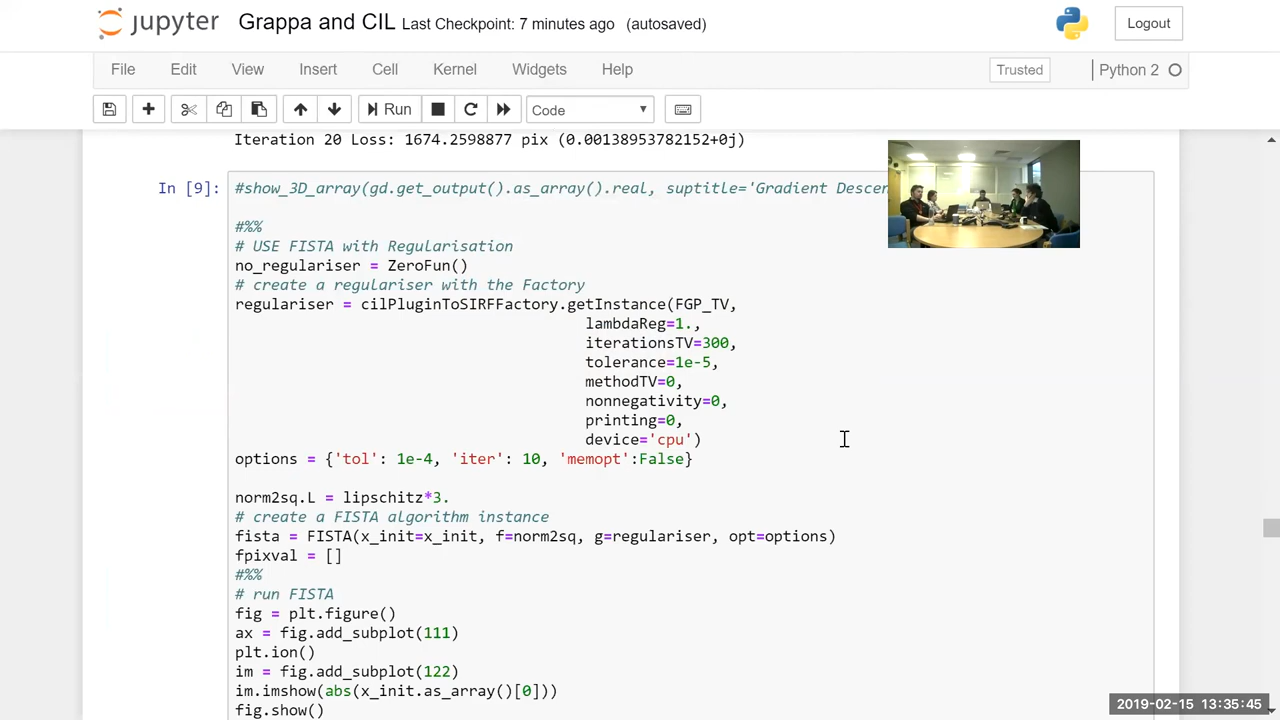 jupyter Grappa and CIL Last Checkpoint: 7 minutes ago (autosaved) Logout
File Edit View Insert Cell Kernel Widgets Help Trusted Python 2
Run Code
Iteration 20 Loss: 1674.2598877 pix (0.00138953782152+0j)
In [9]: #show_3D_array(gd.get_output().as_array().real, suptitle='Gradient Descen
#%%
# USE FISTA with Regularisation
no_regulariser = ZeroFun()
# create a regulariser with the Factory
regulariser = cilPluginToSIRFFactory.getInstance(FGP_TV,
lambdaReg=1.,
iterationsTV=300,
tolerance=1e-5,
methodTV=0,
nonnegativity=0,
printing=0,
device='cpu')
options = {'tol': 1e-4, 'iter': 10, 'memopt':False}
norm2sq.L = lipschitz*3.
# create a FISTA algorithm instance
fista = FISTA(x_init=x_init, f=norm2sq, g=regulariser, opt=options)
fpixval = []
#%%
# run FISTA
fig = plt.figure()
ax = fig.add_subplot(111)
plt.ion()
im = fig.add_subplot(122)
im.imshow(abs(x_init.as_array()[0]))
fig.show()
2019-02-15 13:35:45